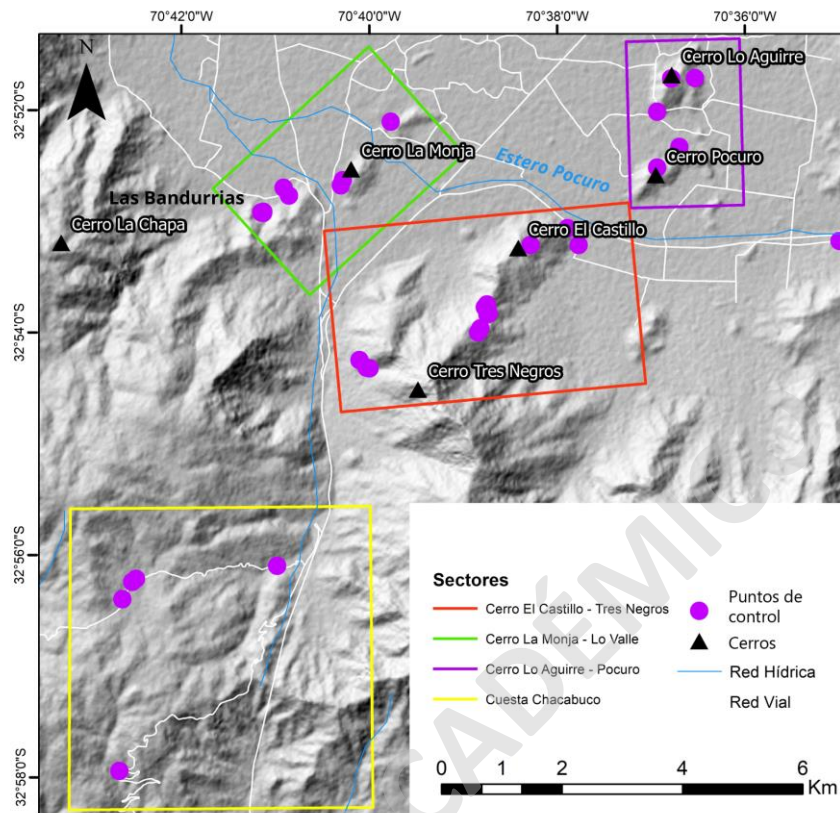 70°42'0"W 70°40'0"W 70°38'0"W 70°36'0"W
N
32°52'0"S
32°54'0"S
32°56'0"S
32°58'0"S
Cerro Lo Aguirre
Cerro La Monja
Cerro Pocuro
Estero Pocuro
Las Bandurrias
Cerro La Chapa
Cerro El Castillo
Cerro Tres Negros
Sectores
Cerro El Castillo - Tres Negros
Cerro La Monja - Lo Valle
Cerro Lo Aguirre - Pocuro
Cuesta Chacabuco
Puntos de
control
Cerros
Red Hídrica
Red Vial
0 1 2 4 6
Km
ACADÉMIC